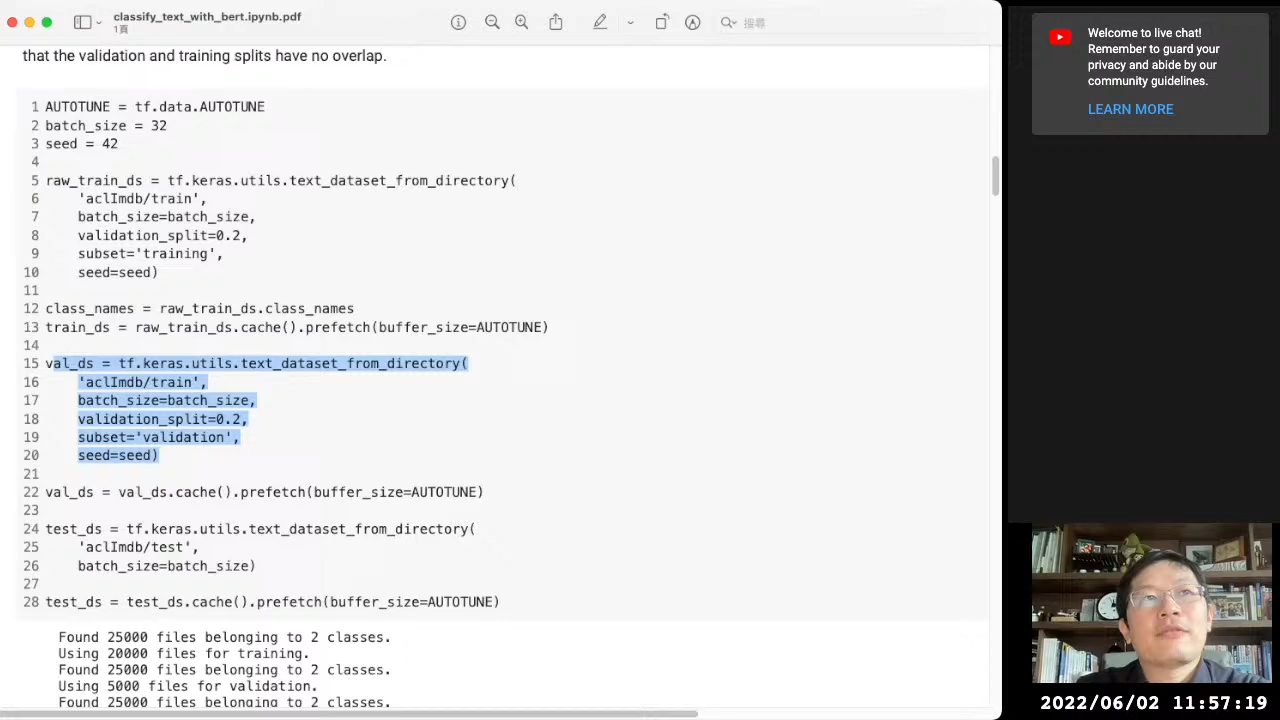 classify_text_with_bert.ipynb.pdf
1頁
搜尋
that the validation and training splits have no overlap.
1 AUTOTUNE = tf.data.AUTOTUNE
2 batch_size = 32
3 seed = 42
4
5 raw_train_ds = tf.keras.utils.text_dataset_from_directory(
6     'aclImdb/train',
7     batch_size=batch_size,
8     validation_split=0.2,
9     subset='training',
10     seed=seed)
11
12 class_names = raw_train_ds.class_names
13 train_ds = raw_train_ds.cache().prefetch(buffer_size=AUTOTUNE)
14
15 val_ds = tf.keras.utils.text_dataset_from_directory(
16     'aclImdb/train',
17     batch_size=batch_size,
18     validation_split=0.2,
19     subset='validation',
20     seed=seed)
21
22 val_ds = val_ds.cache().prefetch(buffer_size=AUTOTUNE)
23
24 test_ds = tf.keras.utils.text_dataset_from_directory(
25     'aclImdb/test',
26     batch_size=batch_size)
27
28 test_ds = test_ds.cache().prefetch(buffer_size=AUTOTUNE)
Found 25000 files belonging to 2 classes.
Using 20000 files for training.
Found 25000 files belonging to 2 classes.
Using 5000 files for validation.
Found 25000 files belonging to 2 classes.
Welcome to live chat!
Remember to guard your
privacy and abide by our
community guidelines.
LEARN MORE
2022/06/02 11:57:19